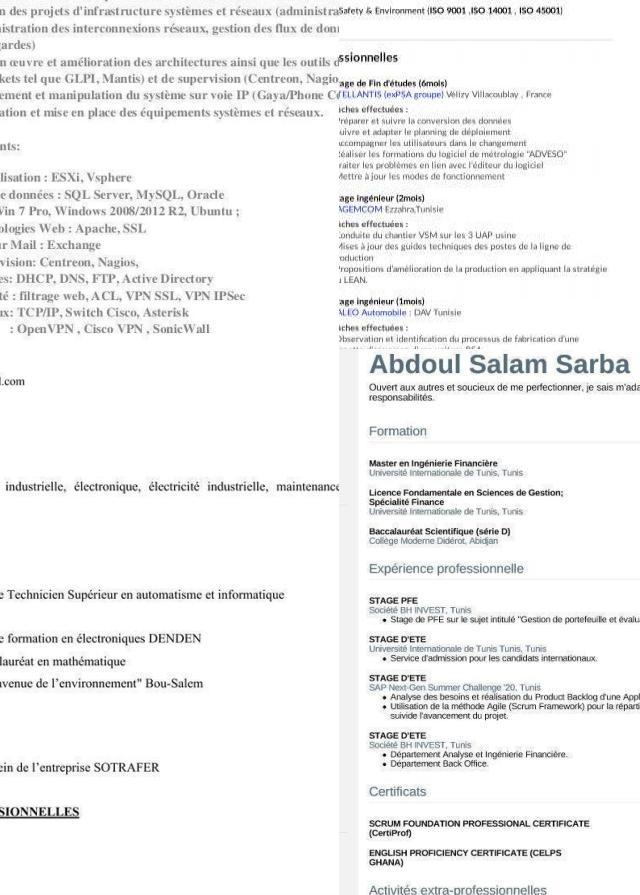 n des projets d'infrastructure systèmes et réseaux (administra
istration des interconnexions réseaux, gestion des flux de don
gardes)
n œuvre et amélioration des architectures ainsi que les outils d
kets tel que GLPI, Mantis) et de supervision (Centreon, Nagio
ement et manipulation du système sur voie IP (Gaya/Phone C
ation et mise en place des équipements systèmes et réseaux.
nts:
lisation : ESXi, Vsphere
e données : SQL Server, MySQL, Oracle
Win 7 Pro, Windows 2008/2012 R2, Ubuntu ;
ologies Web : Apache, SSL
ur Mail : Exchange
vision: Centreon, Nagios,
es: DHCP, DNS, FTP, Active Directory
té : filtrage web, ACL, VPN SSL, VPN IPSec
ux: TCP/IP, Switch Cisco, Asterisk
: OpenVPN , Cisco VPN , SonicWall
l.com
industrielle, électronique, électricité industrielle, maintenance
e Technicien Supérieur en automatisme et informatique
e formation en électroniques DENDEN
lauréat en mathématique
avenue de l'environnement" Bou-Salem
ein de l'entreprise SOTRAFER
SIONNELLES
Safety & Environment (ISO 9001 ,ISO 14001 , ISO 45001)
ssionnelles
age de Fin d'études (6mois)
TELLANTIS (exPSA groupe) Vélizy Villacoublay , France
ches effectuées :
réparer et suivre la conversion des données
uivre et adapter le planning de déploiement
ccompagner les utilisateurs dans le changement
éaliser les formations du logiciel de métrologie "ADVESO"
raiter les problèmes en lien avec l'éditeur du logiciel
Mettre à jour les modes de fonctionnement
age ingénieur (2mois)
AGEMCOM Ezzahra,Tunisie
ches effectuées :
onduite du chantier VSM sur les 3 UAP usine
Mises à jour des guides techniques des postes de la ligne de
oduction
ropositions d'amélioration de la production en appliquant la stratégie
u LEAN.
age ingénieur (1mois)
ALEO Automobile : DAV Tunisie
ches effectuées :
Observation et identification du processus de fabrication d'une
Abdoul Salam Sarba
Ouvert aux autres et soucieux de me perfectionner, je sais m'ada
responsabilités.
Formation
Master en Ingénierie Financière
Université Internationale de Tunis, Tunis
Licence Fondamentale en Sciences de Gestion;
Spécialité Finance
Université Internationale de Tunis, Tunis
Baccalauréat Scientifique (série D)
Collège Moderne Didérot, Abidjan
Expérience professionnelle
STAGE PFE
Société BH INVEST, Tunis
• Stage de PFE sur le sujet intitulé "Gestion de portefeuille et évalu
STAGE D'ETE
Université Internationale de Tunis Tunis, Tunis
• Service d'admission pour les candidats internationaux.
STAGE D'ETE
SAP Next-Gen Summer Challenge '20, Tunis
• Analyse des besoins et réalisation du Product Backlog d'une Appl
• Utilisation de la méthode Agile (Scrum Framework) pour la réparti
suivide l'avancement du projet.
STAGE D'ETE
Société BH INVEST, Tunis
• Département Analyse et Ingénierie Financière.
• Département Back Office.
Certificats
SCRUM FOUNDATION PROFESSIONAL CERTIFICATE
(CertiProf)
ENGLISH PROFICIENCY CERTIFICATE (CELPS
GHANA)
Activités extra-professionnelles